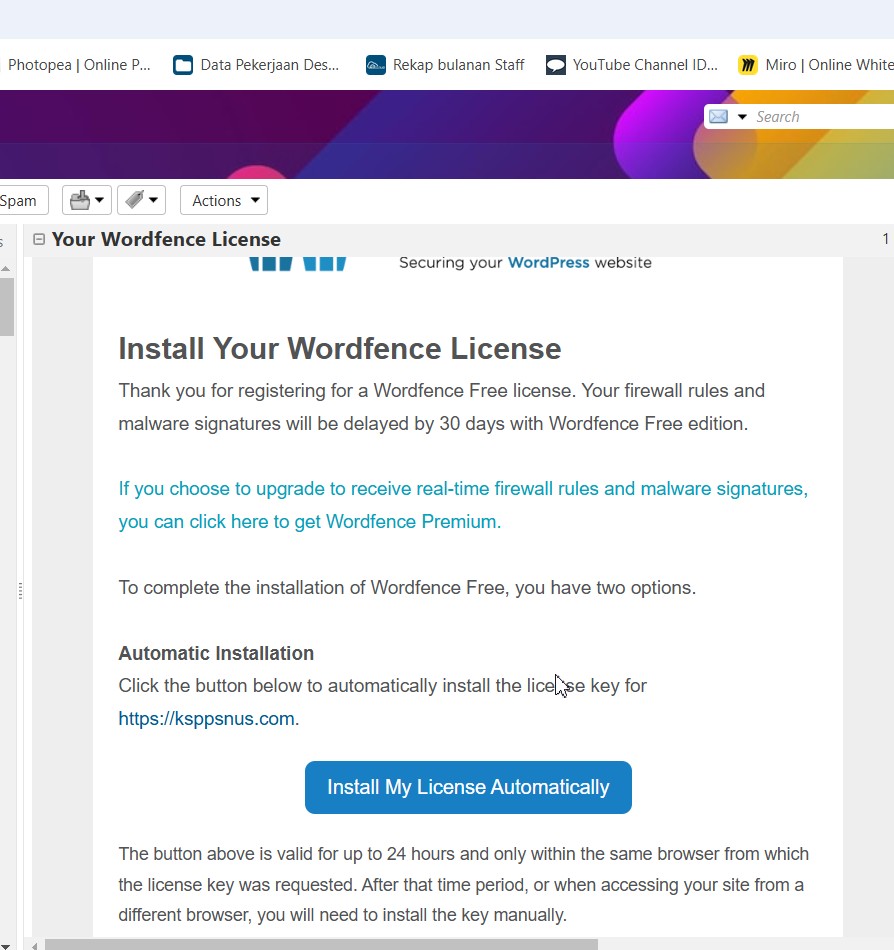 Photopea | Online P...
Data Pekerjaan Des...
Rekap bulanan Staff
YouTube Channel ID...
Miro | Online White
Search
Spam
Actions
s
Your Wordfence License
1
Securing your WordPress website
Install Your Wordfence License
Thank you for registering for a Wordfence Free license. Your firewall rules and
malware signatures will be delayed by 30 days with Wordfence Free edition.
If you choose to upgrade to receive real-time firewall rules and malware signatures,
you can click here to get Wordfence Premium.
To complete the installation of Wordfence Free, you have two options.
Automatic Installation
Click the button below to automatically install the license key for
https://ksppsnus.com.
Install My License Automatically
The button above is valid for up to 24 hours and only within the same browser from which
the license key was requested. After that time period, or when accessing your site from a
different browser, you will need to install the key manually.